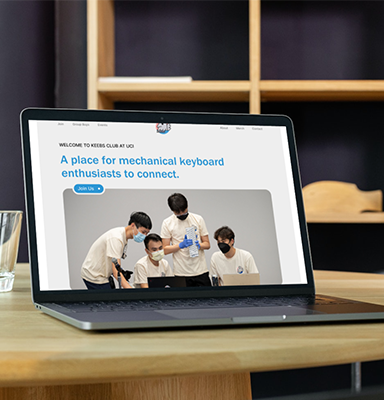 WELCOME TO KEEBS CLUB AT UCI
A place for mechanical keyboard
enthusiasts to connect.
Join Us